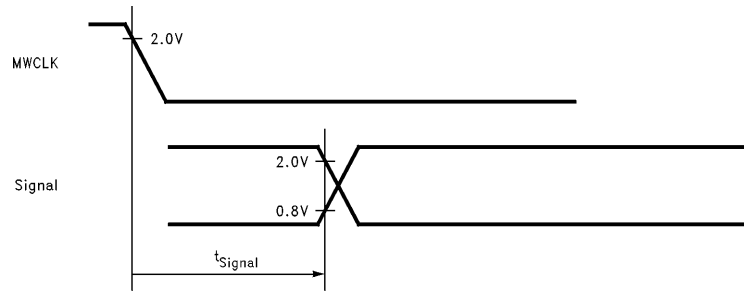 2.0V
MWCLK
2.0V
Signal
0.8V
tSignal